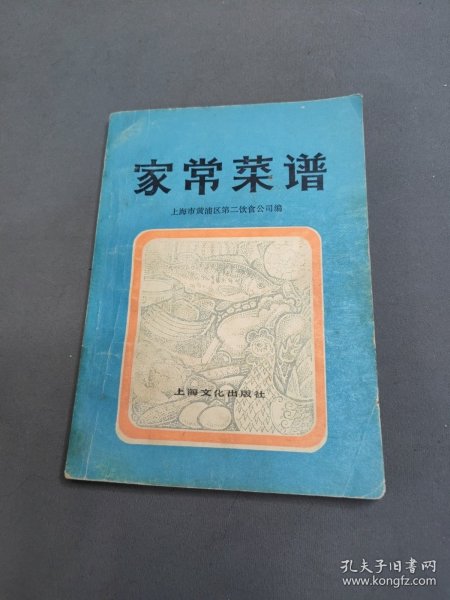 家常菜谱
上海市黄浦区第二饮食公司编
上海文化出版社
孔夫子旧书网
www.kongfz.com